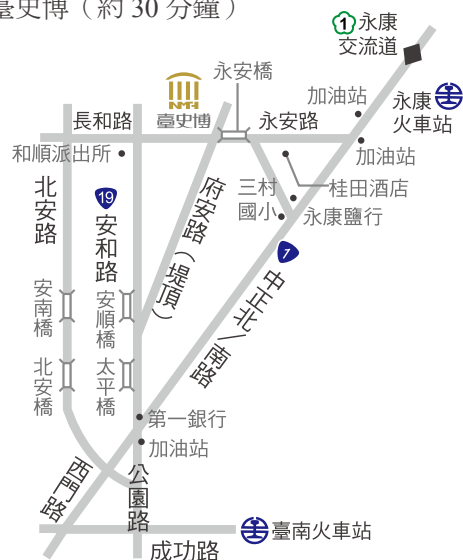 臺史博（約30分鐘）
1
永康
交流道
永安橋
加油站
永康
火車站
NMTH
臺史博
長和路
永安路
和順派出所
加油站
三村
國小
桂田酒店
永康鹽行
北安路
19
安和路
府安路（堤頂）
1
中正北/南路
安南橋
安順橋
北安橋
太平橋
第一銀行
加油站
西門路
公園路
臺南火車站
成功路